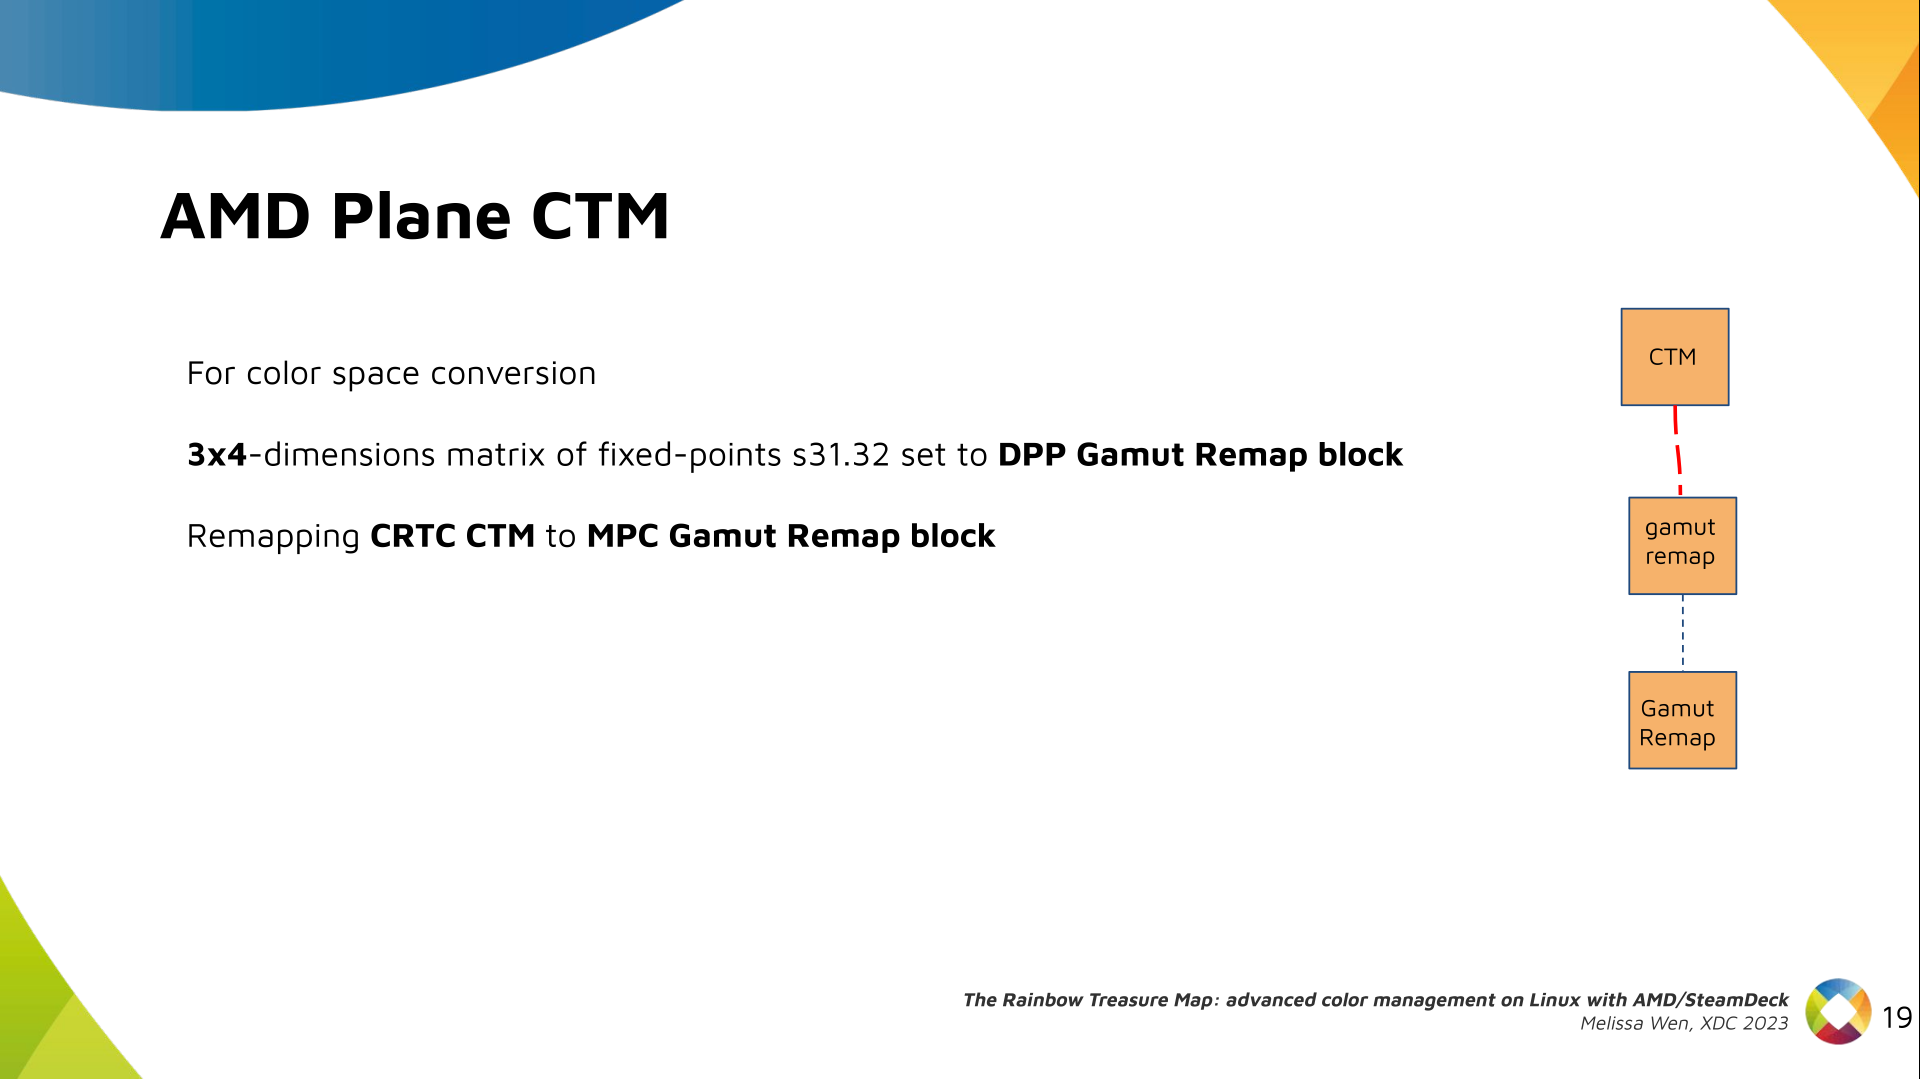 AMD Plane CTM
For color space conversion
3x4-dimensions matrix of fixed-points s31.32 set to DPP Gamut Remap block
Remapping CRTC CTM to MPC Gamut Remap block
CTM
gamut
remap
Gamut
Remap
The Rainbow Treasure Map: advanced color management on Linux with AMD/SteamDeck
Melissa Wen, XDC 2023
19